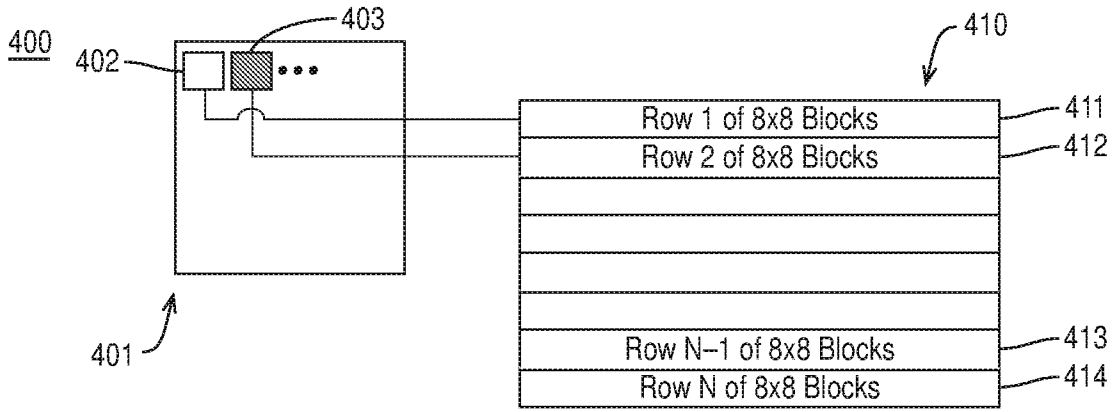 400
403
410
402
Row 1 of 8x8 Blocks
411
Row 2 of 8x8 Blocks
412
401
Row N–1 of 8x8 Blocks
413
Row N of 8x8 Blocks
414